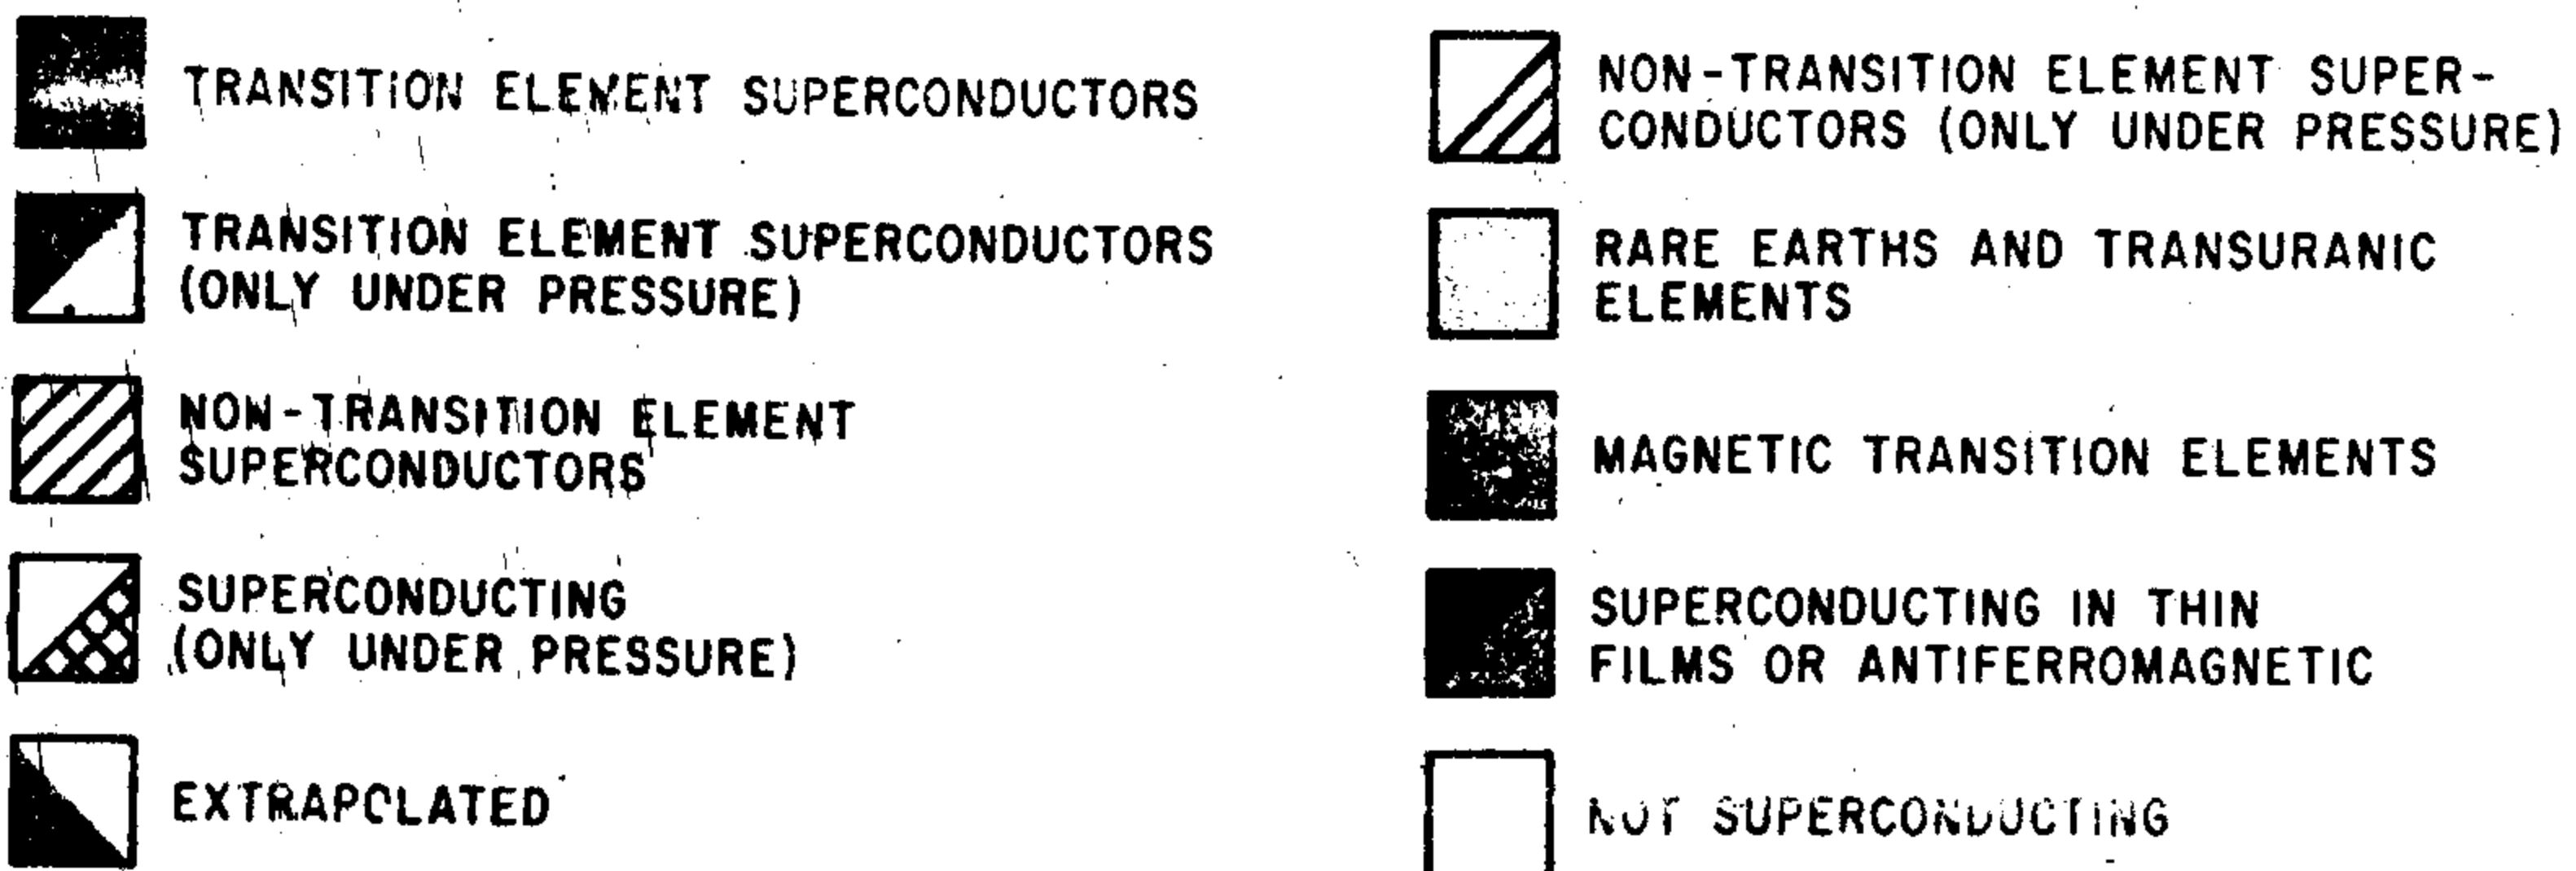 TRANSITION ELEMENT SUPERCONDUCTORS
TRANSITION ELEMENT SUPERCONDUCTORS
(ONLY UNDER PRESSURE)
NON-TRANSITION ELEMENT
SUPERCONDUCTORS
SUPERCONDUCTING
(ONLY UNDER PRESSURE)
EXTRAPOLATED
NON-TRANSITION ELEMENT SUPER-
CONDUCTORS (ONLY UNDER PRESSURE)
RARE EARTHS AND TRANSURANIC
ELEMENTS
MAGNETIC TRANSITION ELEMENTS
SUPERCONDUCTING IN THIN
FILMS OR ANTIFERROMAGNETIC
NOT SUPERCONDUCTING